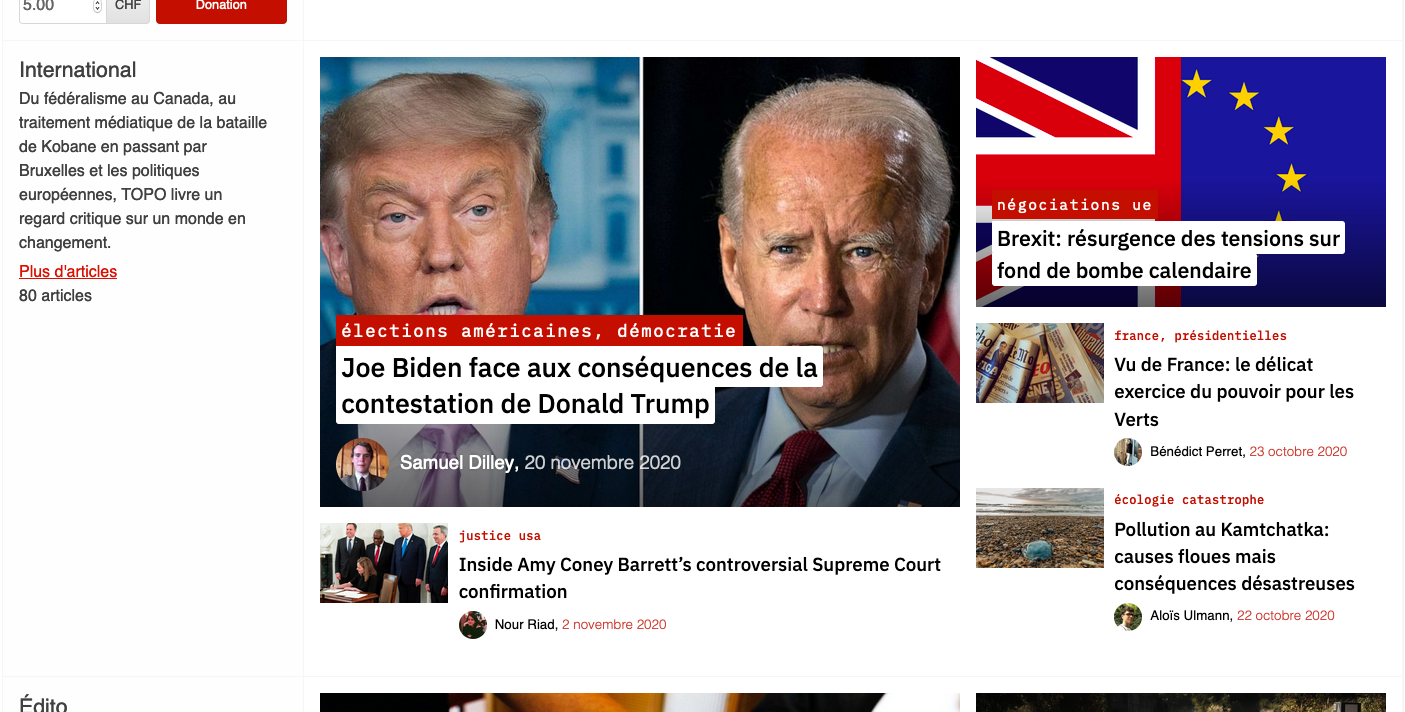 5.00
CHF
Donation
International
Du fédéralisme au Canada, au
traitement médiatique de la bataille
de Kobane en passant par
Bruxelles et les politiques
européennes, TOPO livre un
regard critique sur un monde en
changement.
Plus d'articles
80 articles
élections américaines, démocratie
Joe Biden face aux conséquences de la
contestation de Donald Trump
Samuel Dilley, 20 novembre 2020
justice usa
Inside Amy Coney Barrett’s controversial Supreme Court
confirmation
Nour Riad, 2 novembre 2020
négociations ue
Brexit: résurgence des tensions sur
fond de bombe calendaire
france, présidentielles
Vu de France: le délicat
exercice du pouvoir pour les
Verts
Bénédict Perret, 23 octobre 2020
écologie catastrophe
Pollution au Kamtchatka:
causes floues mais
conséquences désastreuses
Aloïs Ulmann, 22 octobre 2020
Édito